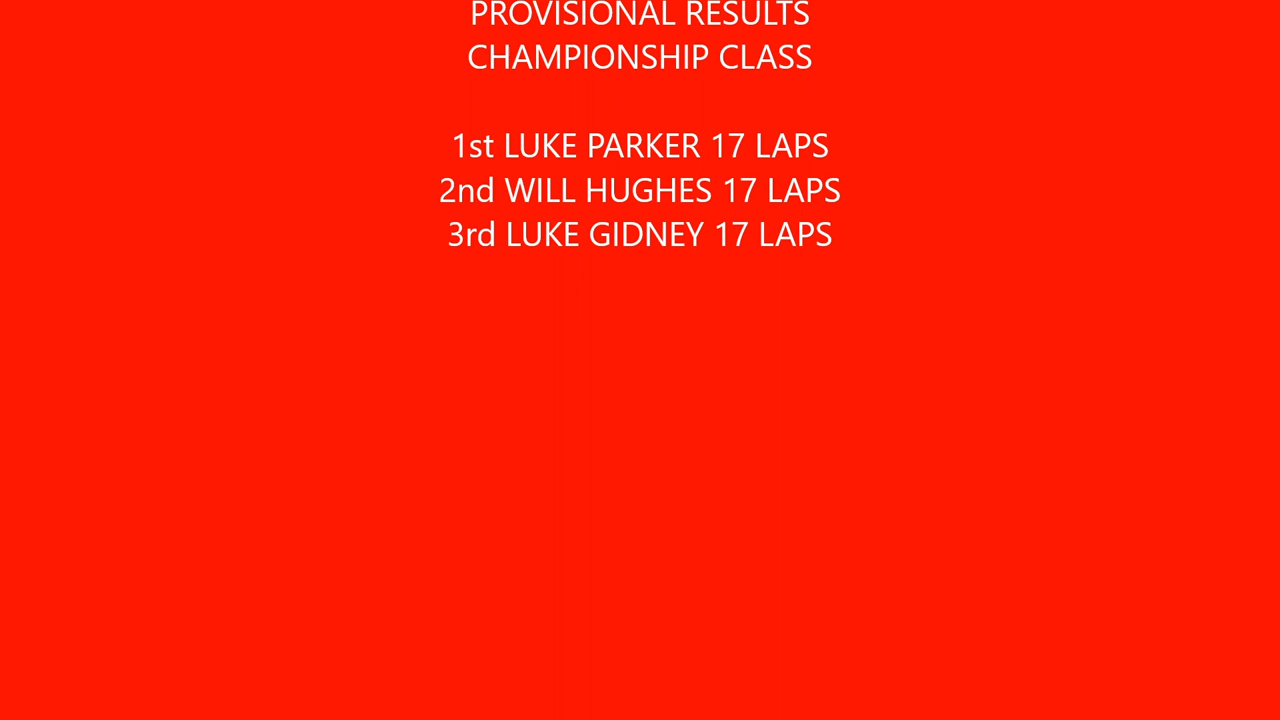 PROVISIONAL RESULTS
CHAMPIONSHIP CLASS
1st LUKE PARKER 17 LAPS
2nd WILL HUGHES 17 LAPS
3rd LUKE GIDNEY 17 LAPS